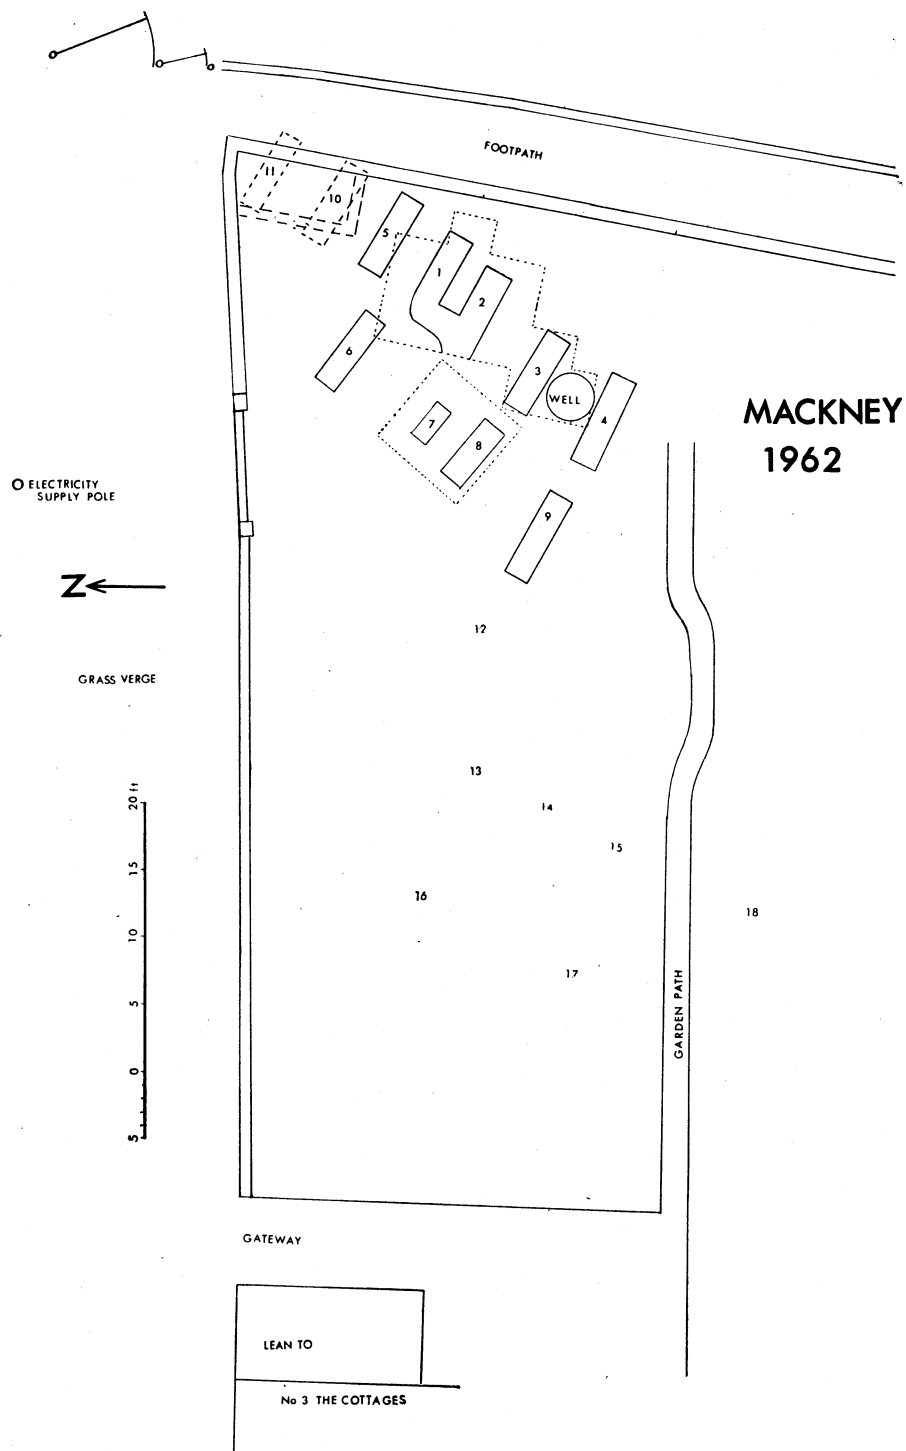 FOOTPATH
11
10
5
1
2
6
3
WELL
4
7
8
MACKNEY
1962
ELECTRICITY
SUPPLY POLE
9
Z
12
GRASS VERGE
13
20 ft
14
15
15
16
18
10
17
5
GARDEN PATH
0
5
GATEWAY
LEAN TO
No 3 THE COTTAGES